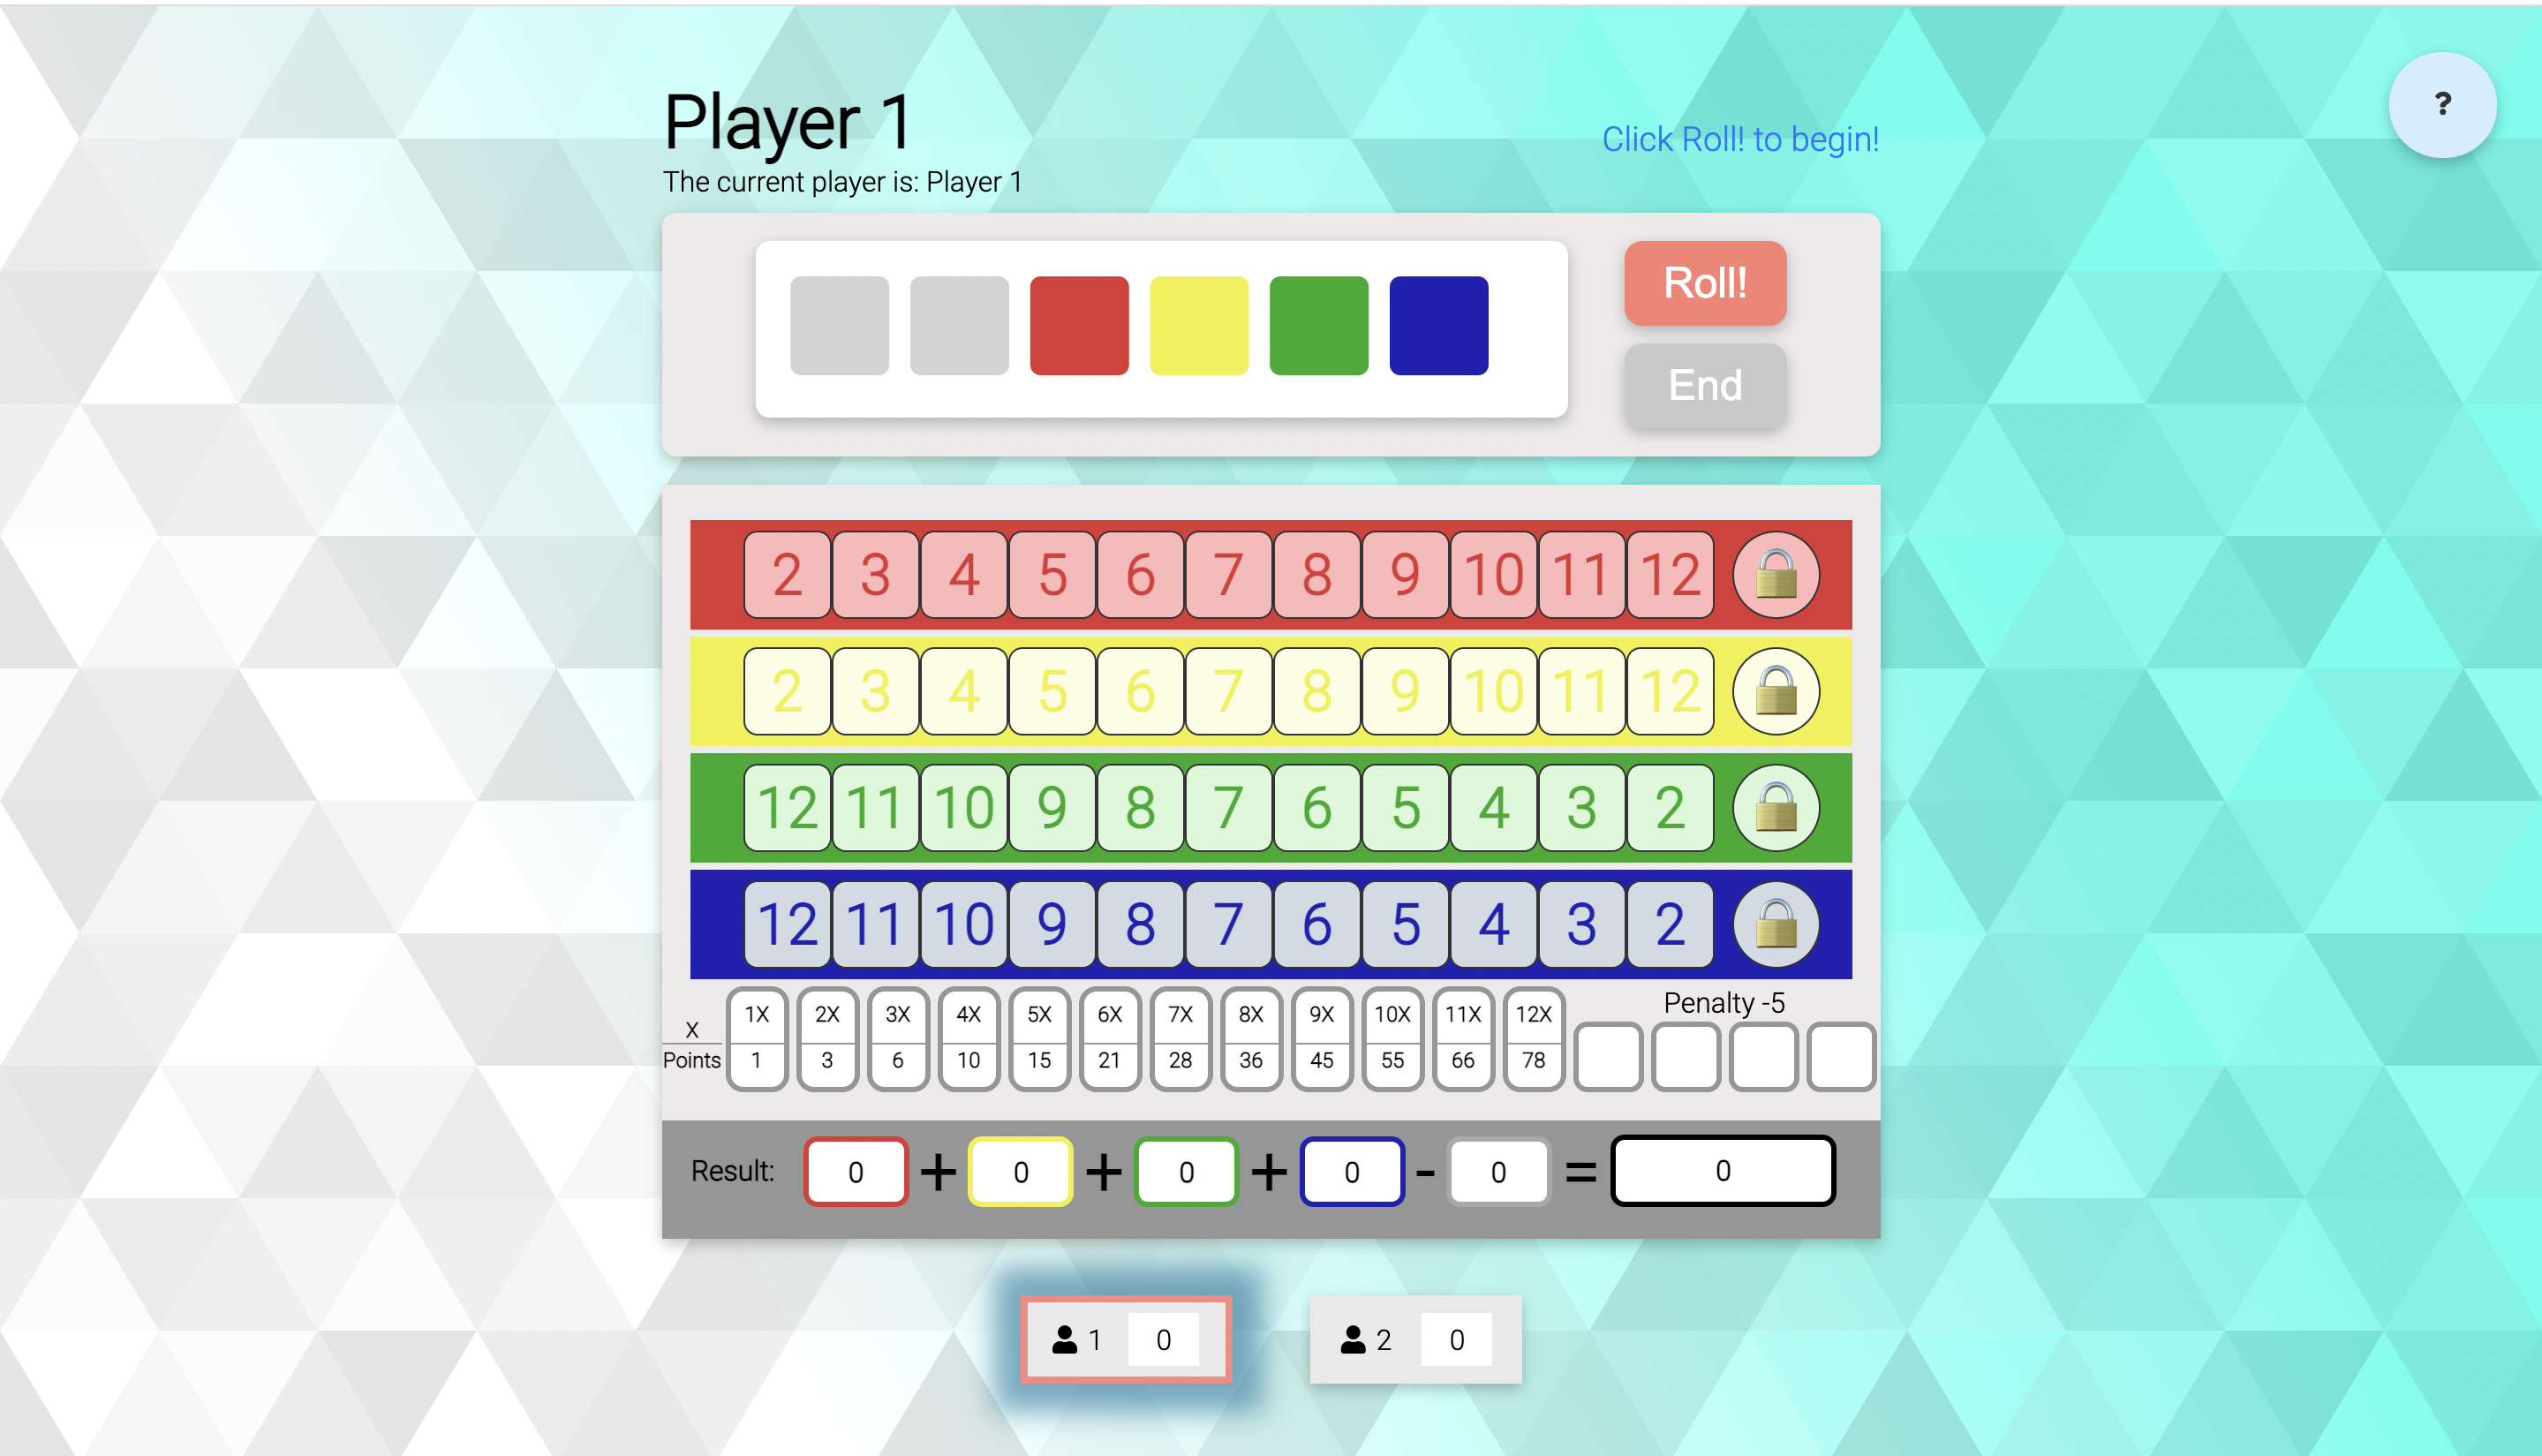 Player 1
Click Roll! to begin!
?
The current player is: Player 1
Roll!
End
2 3 4 5 6 7 8 9 10 11 12
2 3 4 5 6 7 8 9 10 11 12
12 11 10 9 8 7 6 5 4 3 2
12 11 10 9 8 7 6 5 4 3 2
X 1X 2X 3X 4X 5X 6X 7X 8X 9X 10X 11X 12X Penalty -5
Points 1 3 6 10 15 21 28 36 45 55 66 78
Result: 0 + 0 + 0 + 0 - 0 = 0
1 0 2 0